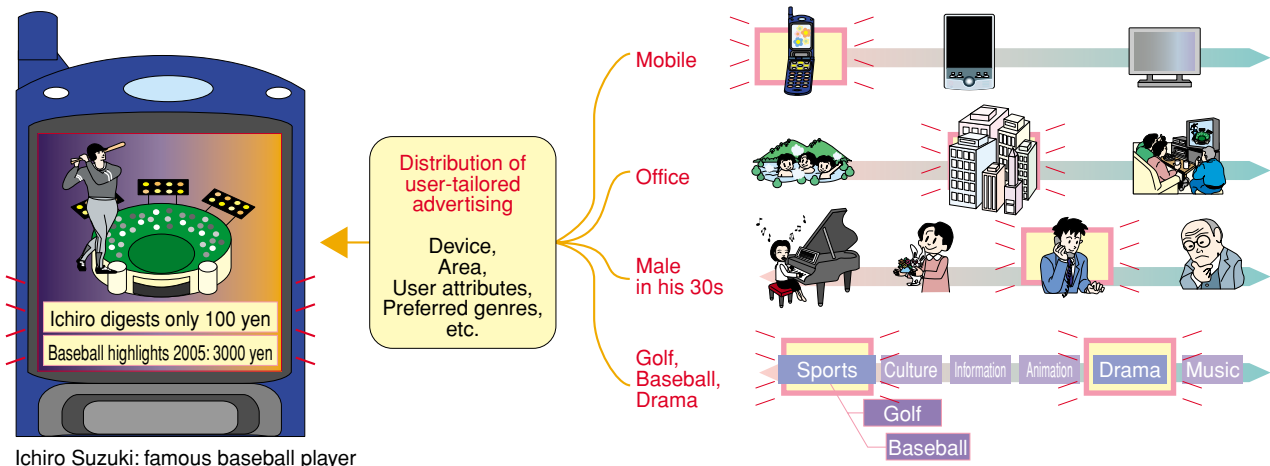 Ichiro digests only 100 yen
Baseball highlights 2005: 3000 yen
Ichiro Suzuki: famous baseball player
Distribution of
user-tailored
advertising
Device,
Area,
User attributes,
Preferred genres,
etc.
Mobile
Office
Male
in his 30s
Golf,
Baseball,
Drama
Sports
Culture
Information
Animation
Drama
Music
Golf
Baseball